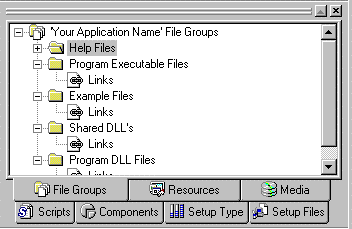 'Your Application Name' File Groups
Help Files
Program Executable Files
Links
Example Files
Links
Shared DLL's
Links
Program DLL Files
Links
File Groups Resources Media
Scripts Components Setup Type Setup Files